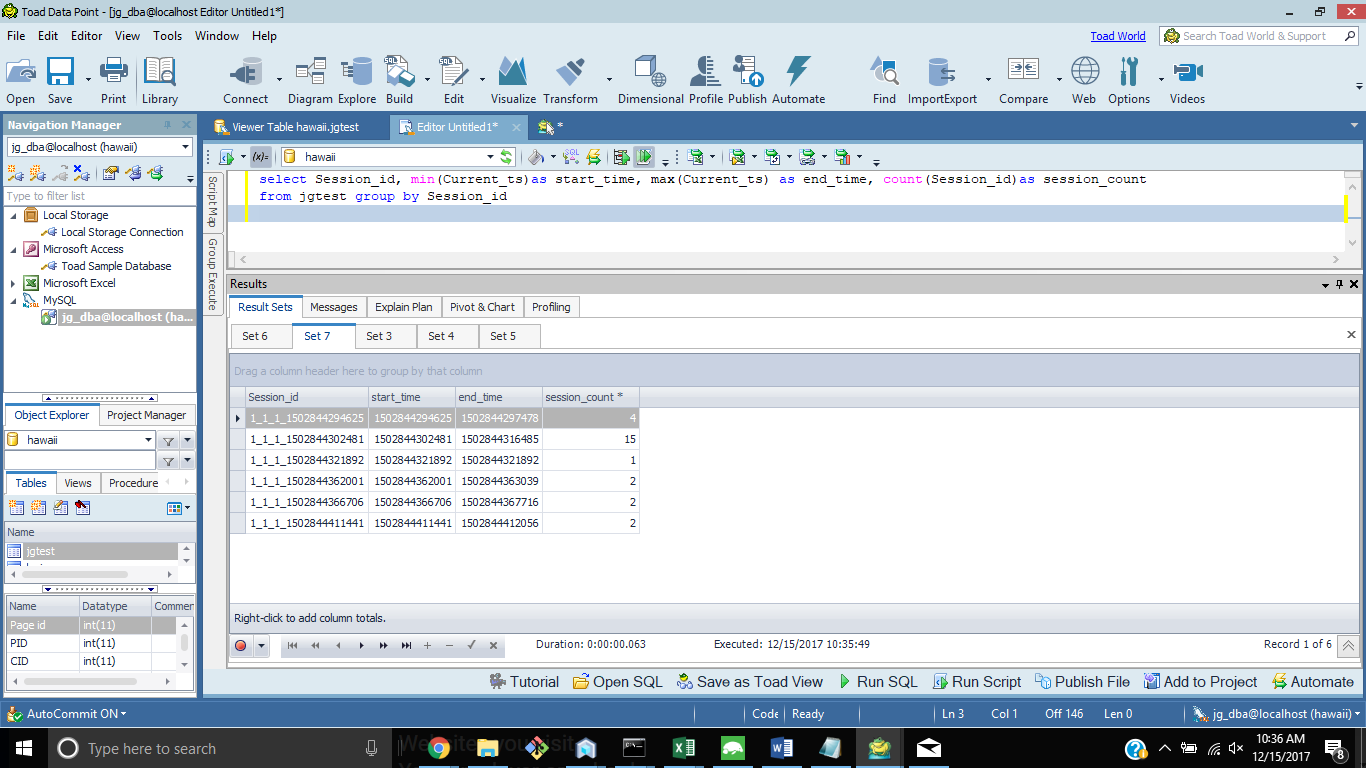 Toad Data Point - [jg_dba@localhost Editor Untitled1*]
File Edit Editor View Tools Window Help
Toad World
Search Toad World & Support
Open Save Print Library Connect Diagram Explore Build Edit Visualize Transform Dimensional Profile Publish Automate Find ImportExport Compare Web Options Videos
Navigation Manager
jg_dba@localhost (hawaii)
Type to filter
Local Storage
Local Storage Connection
Microsoft Access
Toad Sample Database
Microsoft Excel
MySQL
jg_dba@localhost (ha...
Object Explorer Project Manager
hawaii
Tables Views Procedure
Name
jgtest
Name Datatype Commer
Page id int(11)
PID int(11)
CID int(11)
Viewer Table hawaii.jgtest
Editor Untitled1*
*
(x)=
hawaii
SQL
Script Map
Group Execute
select Session_id, min(Current_ts)as start_time, max(Current_ts) as end_time, count(Session_id)as session_count
from jgtest group by Session_id
Results
Result Sets Messages Explain Plan Pivot & Chart Profiling
Set 6 Set 7 Set 3 Set 4 Set 5
Drag a column header here to group by that column
Session_id start_time end_time session_count *
1_1_1_1502844294625 1502844294625 1502844297478 4
1_1_1_1502844302481 1502844302481 1502844316485 15
1_1_1_1502844321892 1502844321892 1502844321892 1
1_1_1_1502844362001 1502844362001 1502844363039 2
1_1_1_1502844366706 1502844366706 1502844367716 2
1_1_1_1502844411441 1502844411441 1502844412056 2
Right-click to add column totals.
Duration: 0:00:00.063 Executed: 12/15/2017 10:35:49 Record 1 of 6
Tutorial Open SQL Save as Toad View Run SQL Run Script Publish File Add to Project Automate
AutoCommit ON Code Ready Ln 3 Col 1 Off 146 Len 0 jg_dba@localhost (hawaii)
Type here to search
10:36 AM
12/15/2017
8